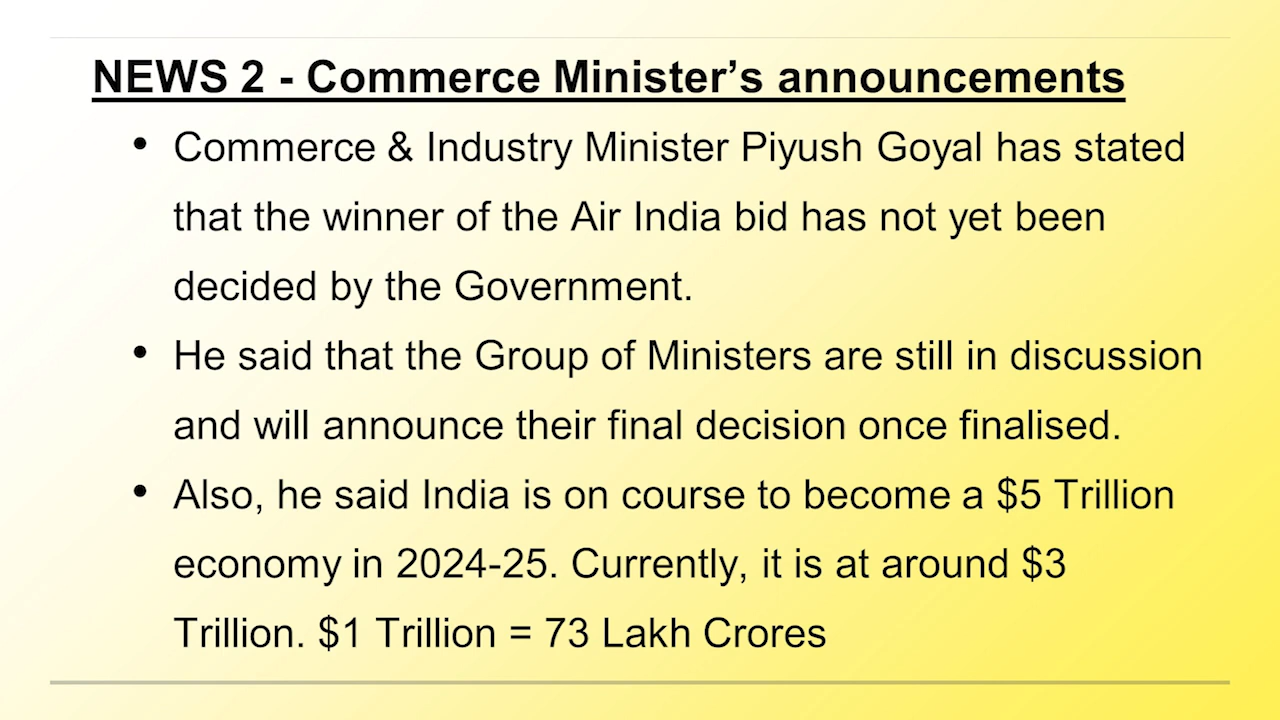 NEWS 2 - Commerce Minister’s announcements
• Commerce & Industry Minister Piyush Goyal has stated
that the winner of the Air India bid has not yet been
decided by the Government.
• He said that the Group of Ministers are still in discussion
and will announce their final decision once finalised.
• Also, he said India is on course to become a $5 Trillion
economy in 2024-25. Currently, it is at around $3
Trillion. $1 Trillion = 73 Lakh Crores